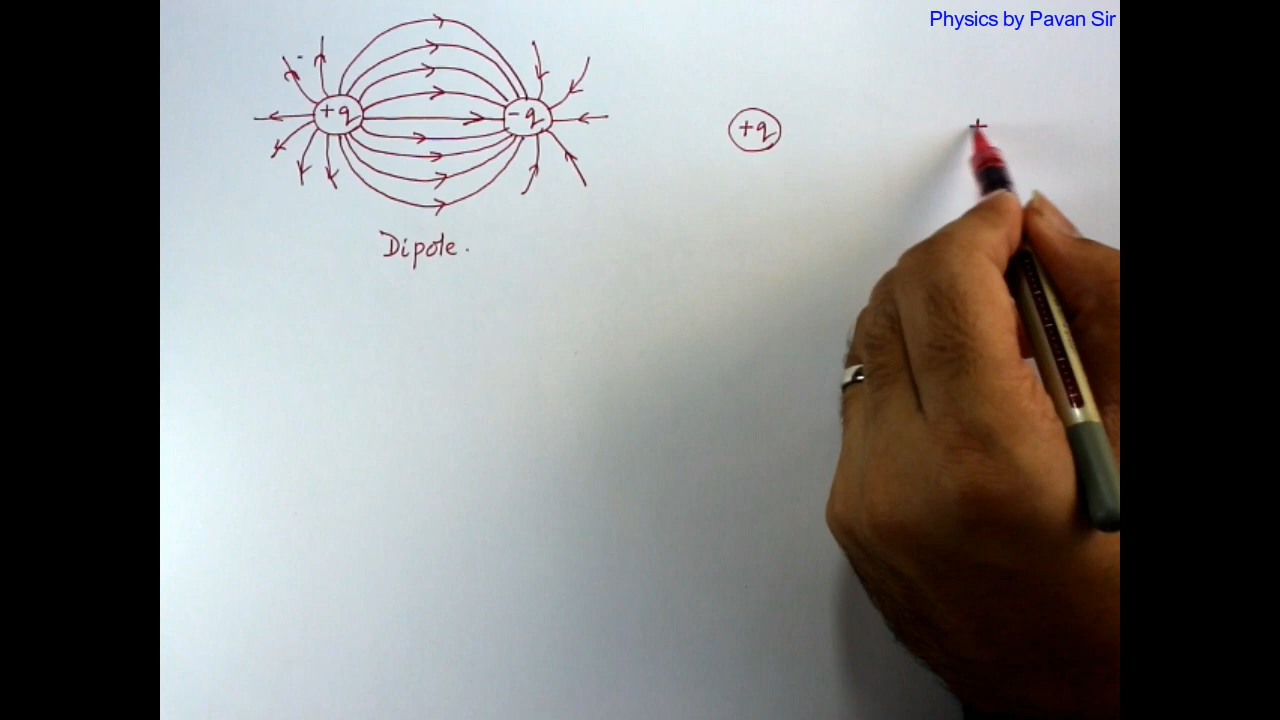 Physics by Pavan Sir
+q -q
+q +
Dipole.